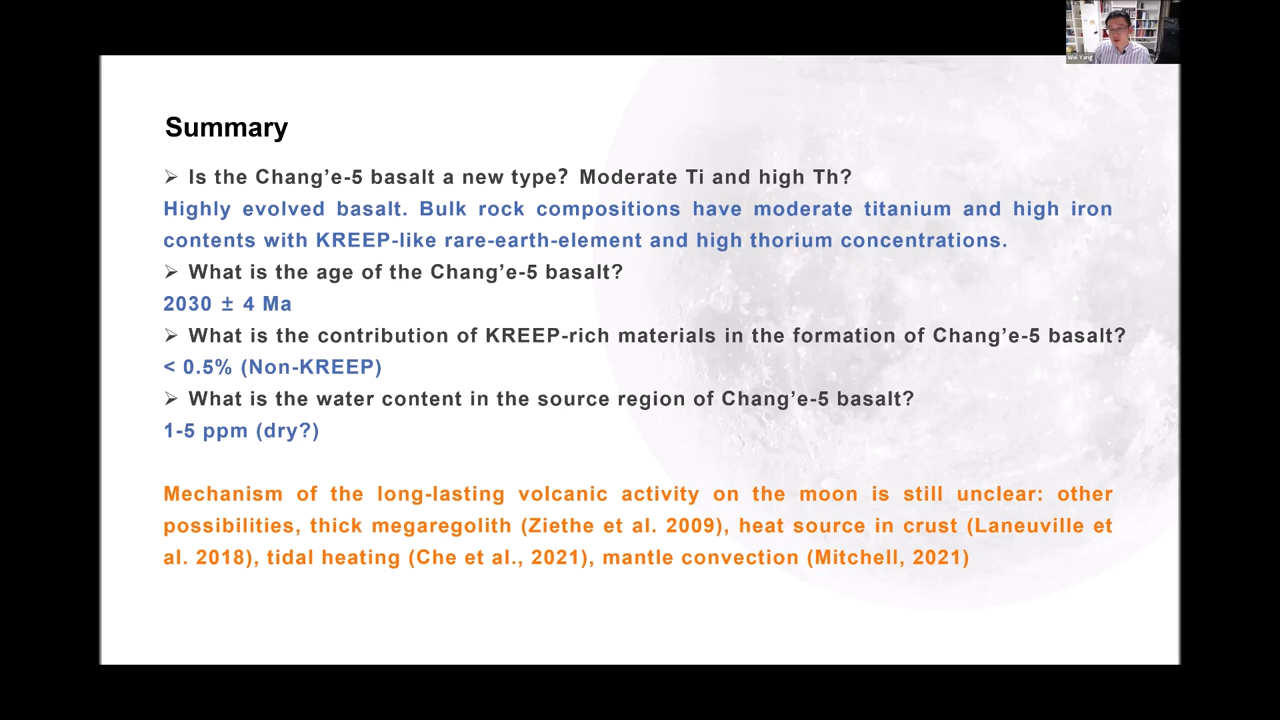 Wei Yang
Summary
➢ Is the Chang’e-5 basalt a new type? Moderate Ti and high Th?
Highly evolved basalt. Bulk rock compositions have moderate titanium and high iron
contents with KREEP-like rare-earth-element and high thorium concentrations.
➢ What is the age of the Chang’e-5 basalt?
2030 ± 4 Ma
➢ What is the contribution of KREEP-rich materials in the formation of Chang’e-5 basalt?
< 0.5% (Non-KREEP)
➢ What is the water content in the source region of Chang’e-5 basalt?
1-5 ppm (dry?)
Mechanism of the long-lasting volcanic activity on the moon is still unclear: other
possibilities, thick megaregolith (Ziethe et al. 2009), heat source in crust (Laneuville et
al. 2018), tidal heating (Che et al., 2021), mantle convection (Mitchell, 2021)